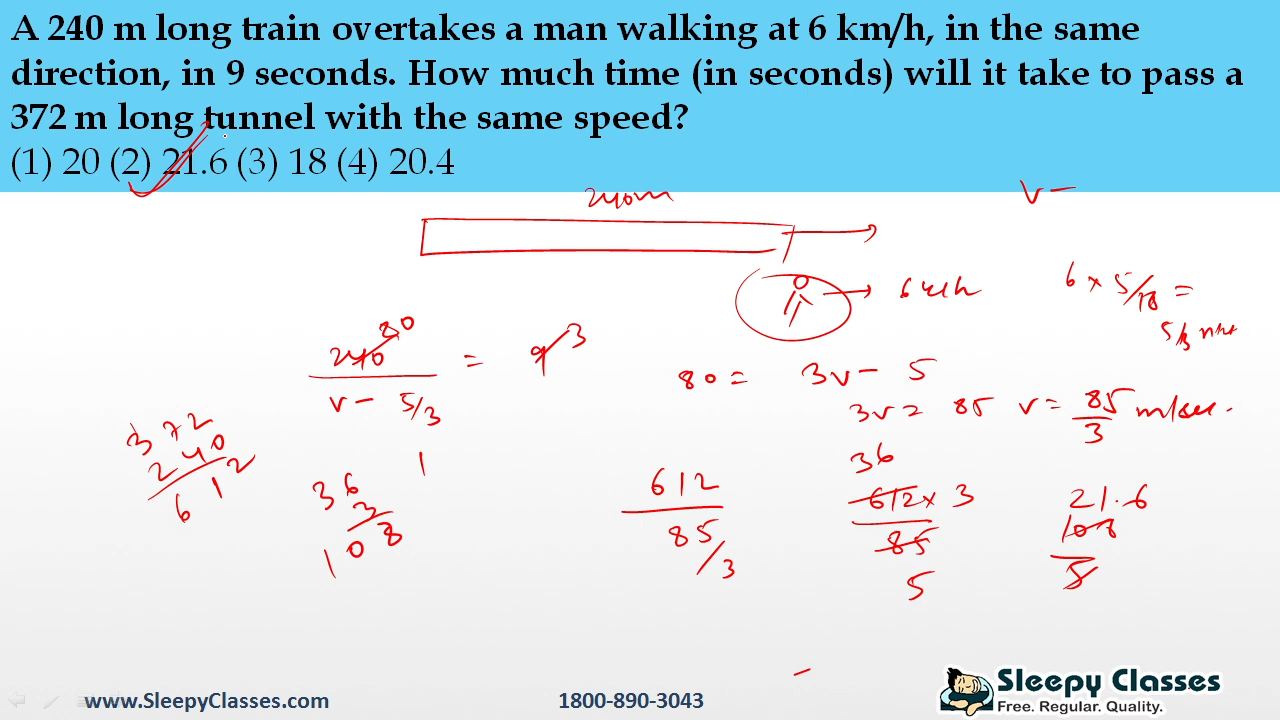 A 240 m long train overtakes a man walking at 6 km/h, in the same
direction, in 9 seconds. How much time (in seconds) will it take to pass a
372 m long tunnel with the same speed?
(1) 20 (2) 21.6 (3) 18 (4) 20.4
240m
v –
6 × 5/18 =
5/3
80
240 = 9 3
v – 5/3
80 = 3v – 5
3v = 85 v = 85 m/sec.
3
372
240
612
36
3
108
1
612
85
/3
36
612 × 3
85
5
21.6
108
5
www.SleepyClasses.com
1800-890-3043
Sleepy Classes
Free. Regular. Quality.